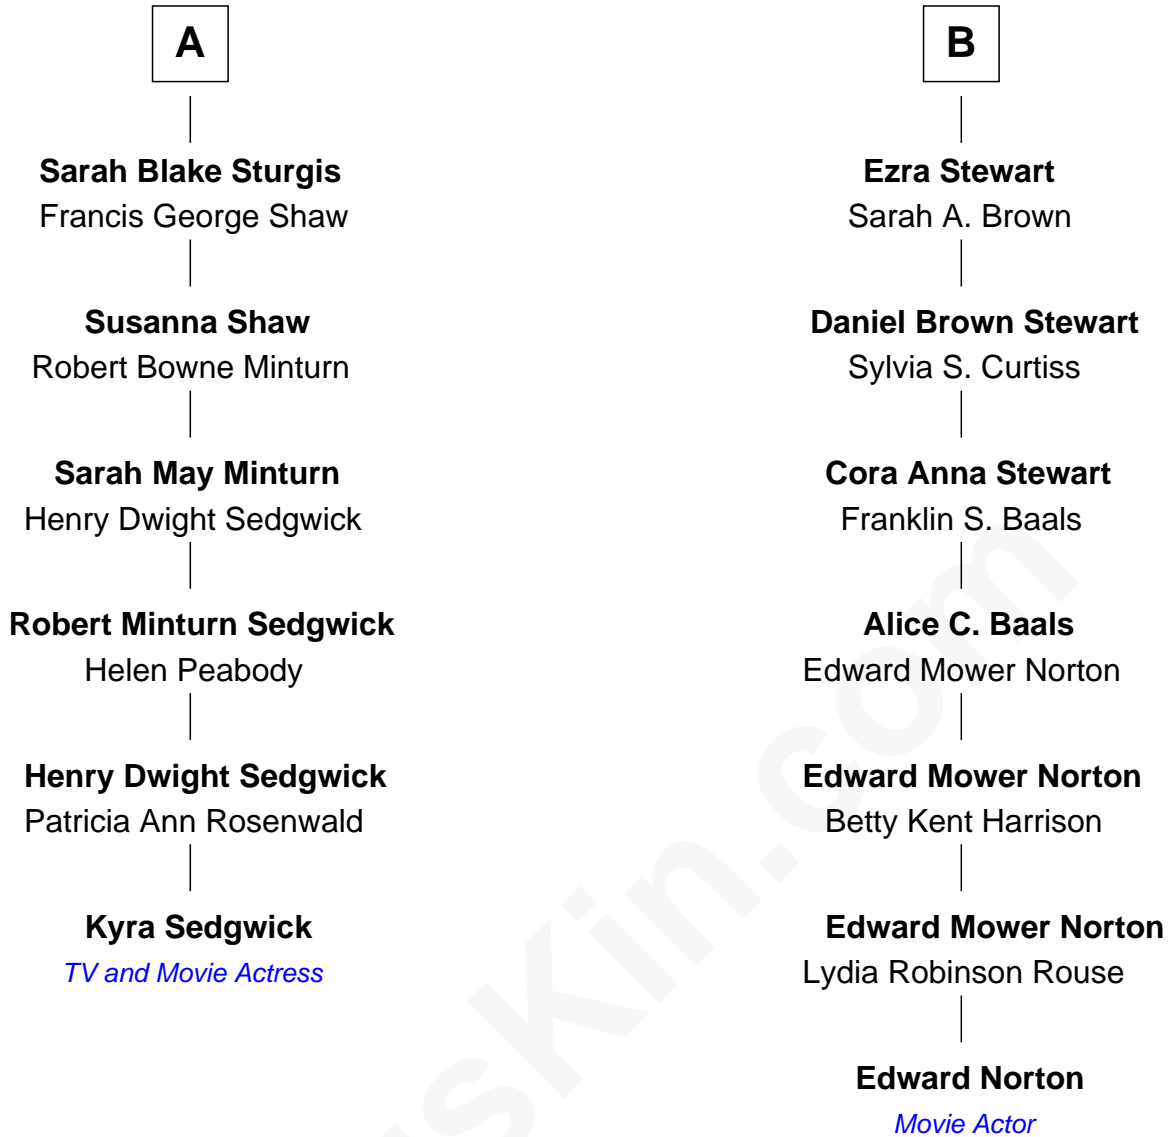 A
Sarah Blake Sturgis
Francis George Shaw
Susanna Shaw
Robert Bowne Minturn
Sarah May Minturn
Henry Dwight Sedgwick
Robert Minturn Sedgwick
Helen Peabody
Henry Dwight Sedgwick
Patricia Ann Rosenwald
Kyra Sedgwick
TV and Movie Actress
B
Ezra Stewart
Sarah A. Brown
Daniel Brown Stewart
Sylvia S. Curtiss
Cora Anna Stewart
Franklin S. Baals
Alice C. Baals
Edward Mower Norton
Edward Mower Norton
Betty Kent Harrison
Edward Mower Norton
Lydia Robinson Rouse
Edward Norton
Movie Actor
usKin.com